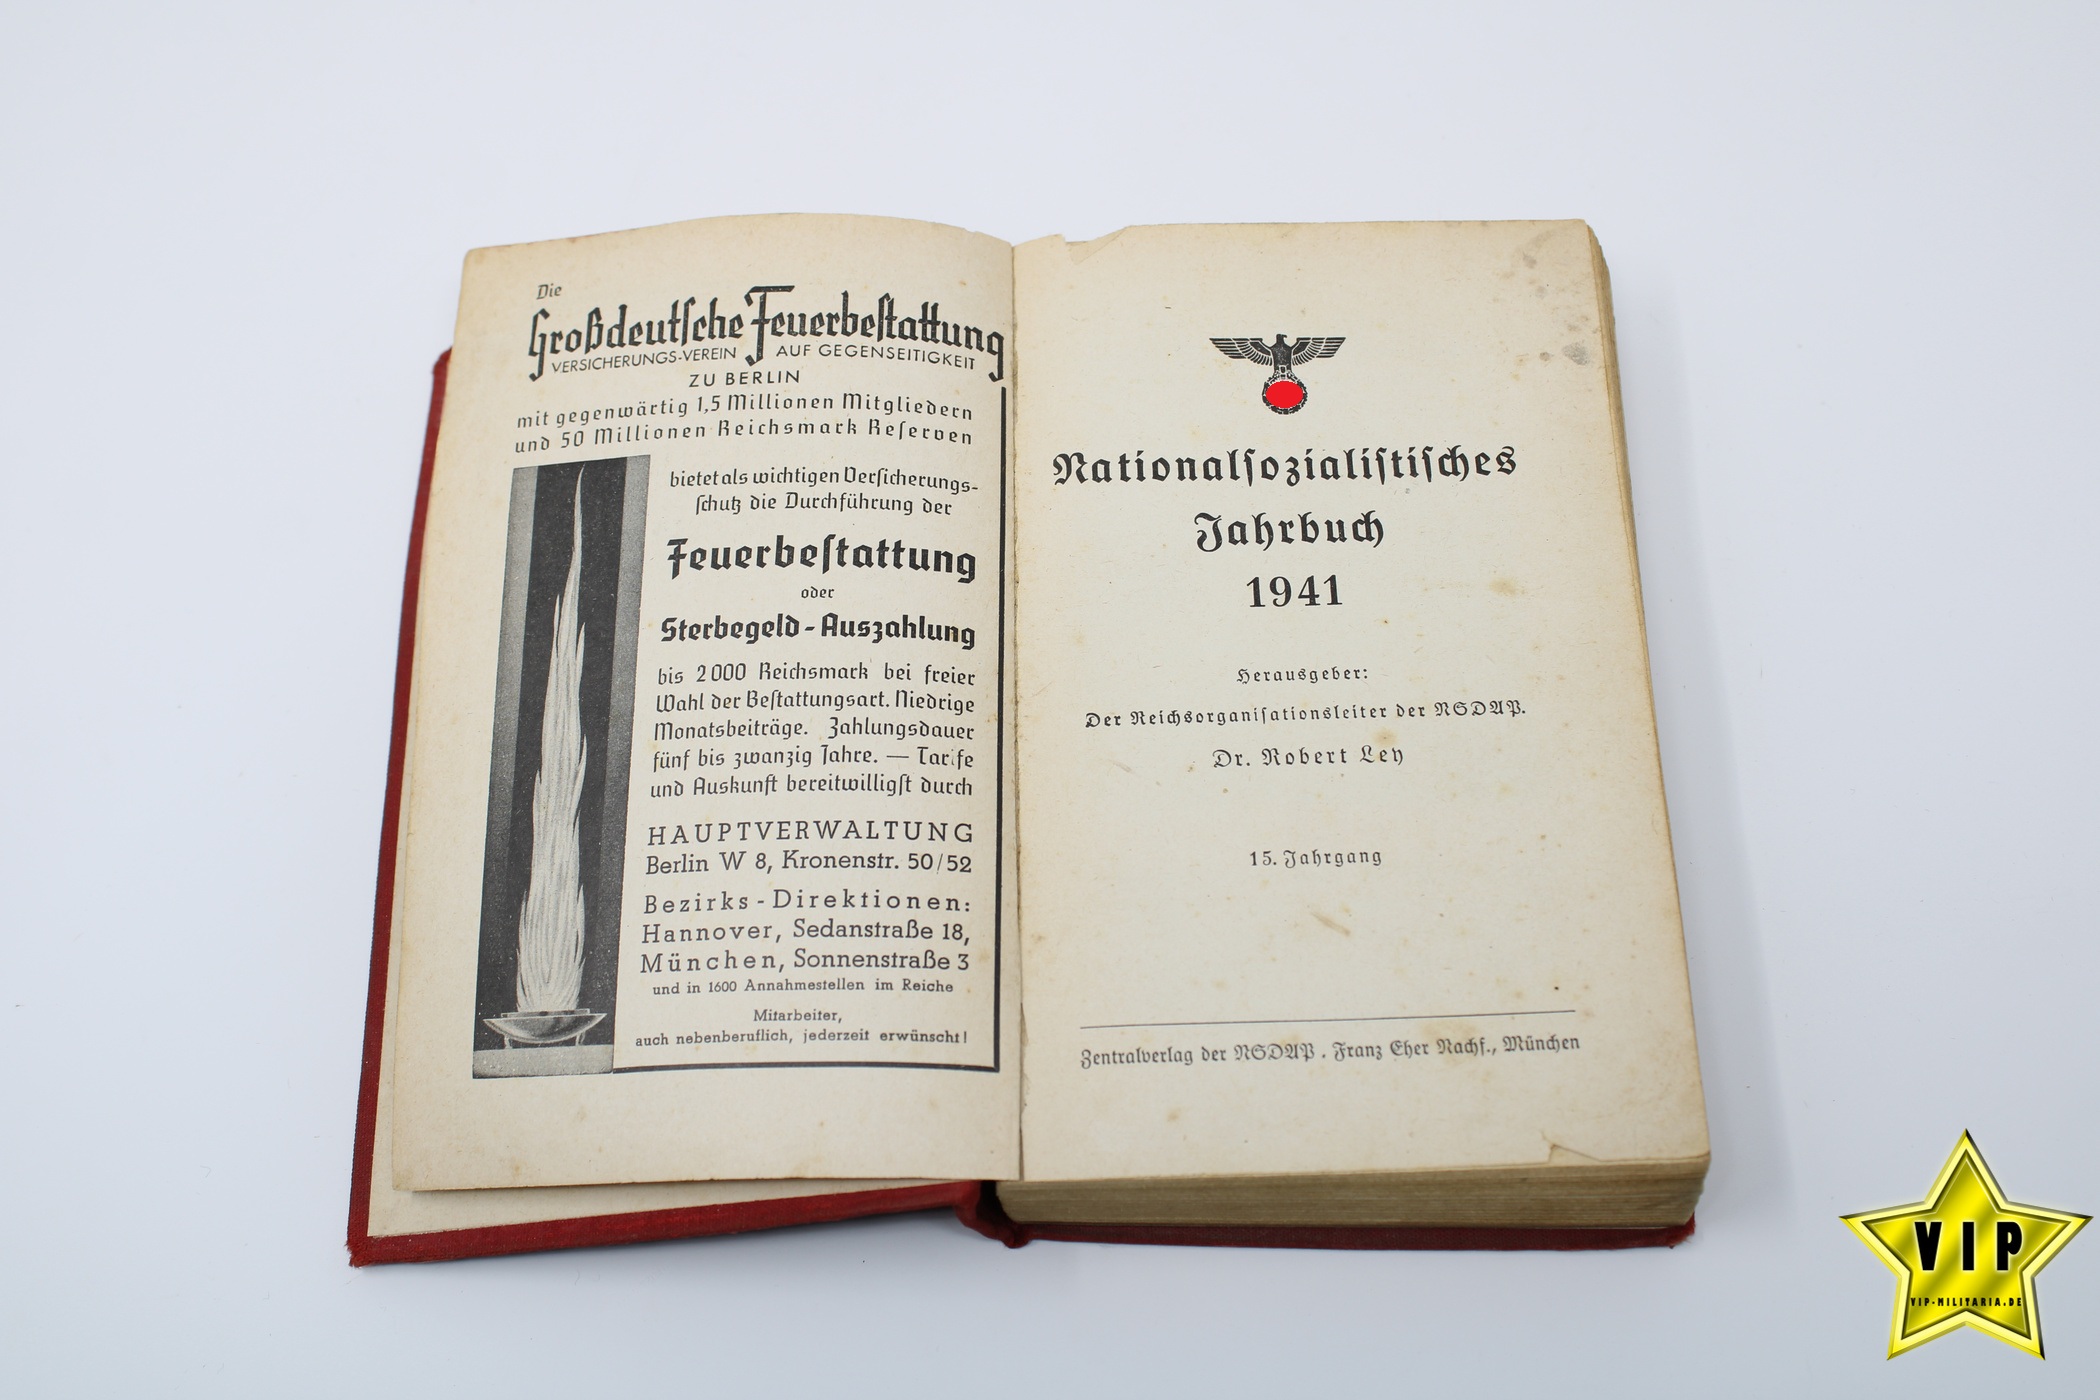 Die
Großdeutsche Feuerbestattung
VERSICHERUNGS-VEREIN AUF GEGENSEITIGKEIT
ZU BERLIN
mit gegenwärtig 1,5 Millionen Mitgliedern
und 50 Millionen Reichsmark Reserven
bietet als wichtigen Versicherungs-
schutz die Durchführung der
Feuerbestattung
oder
Sterbegeld-Auszahlung
bis 2000 Reichsmark bei freier
Wahl der Bestattungsart. Niedrige
Monatsbeiträge. Zahlungsdauer
fünf bis zwanzig Jahre. — Tarife
und Auskunft bereitwilligst durch
HAUPTVERWALTUNG
Berlin W 8, Kronenstr. 50/52
Bezirks-Direktionen:
Hannover, Sedanstraße 18,
München, Sonnenstraße 3
und in 1600 Annahmestellen im Reiche
Mitarbeiter,
auch nebenberuflich, jederzeit erwünscht!
Nationalsozialistisches
Jahrbuch
1941
Herausgeber:
Der Reichsorganisationsleiter der NSDAP.
Dr. Robert Ley
15. Jahrgang
Zentralverlag der NSDAP. Franz Eher Nachf., München
VIP
VIP-MILITARIA.DE